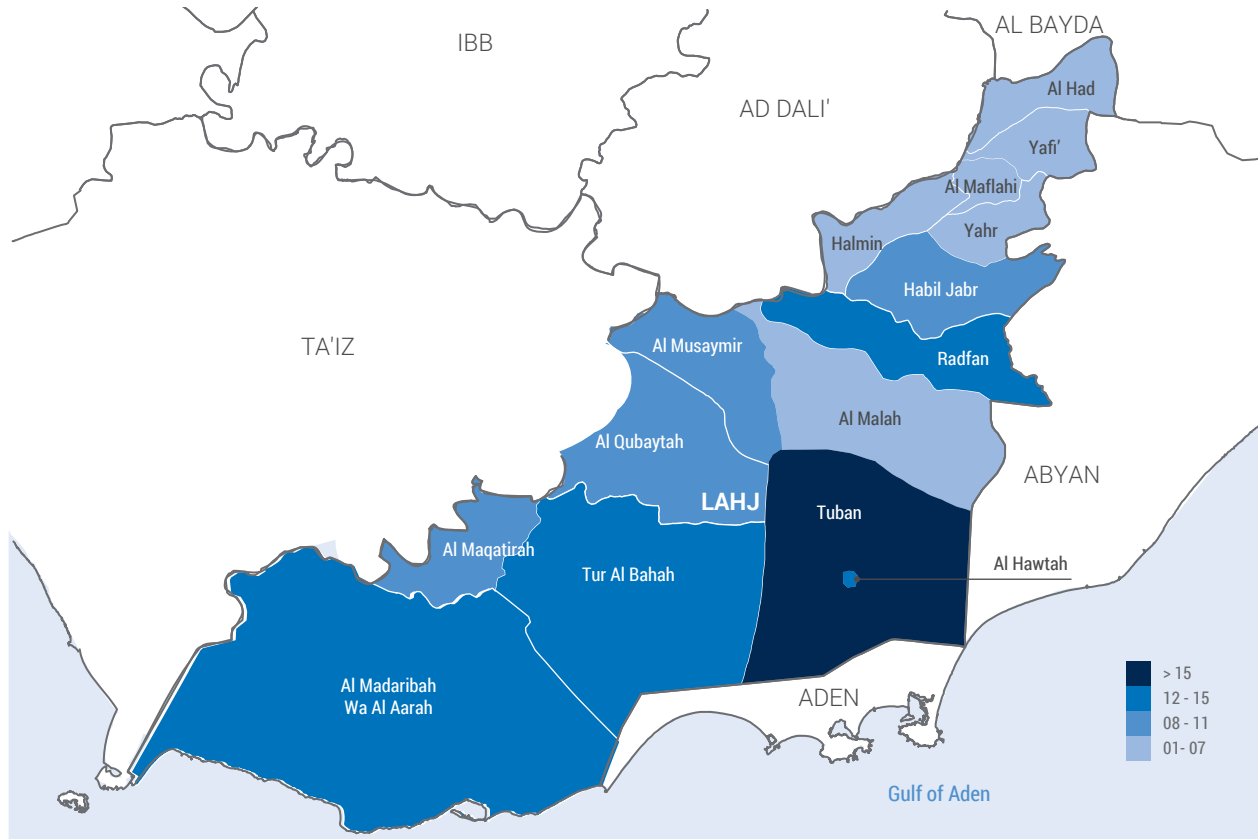 AL BAYDA
IBB
Al Had
AD DALI'
Yafi'
Al Maflahi
Yahr
Halmin
Habil Jabr
TA'IZ
Al Musaymir
Radfan
Al Malah
Al Qubaytah
ABYAN
LAHJ
Tuban
Al Maqatirah
Al Hawtah
Tur Al Bahah
Al Madaribah
Wa Al Aarah
ADEN
> 15
12 - 15
08 - 11
01- 07
Gulf of Aden